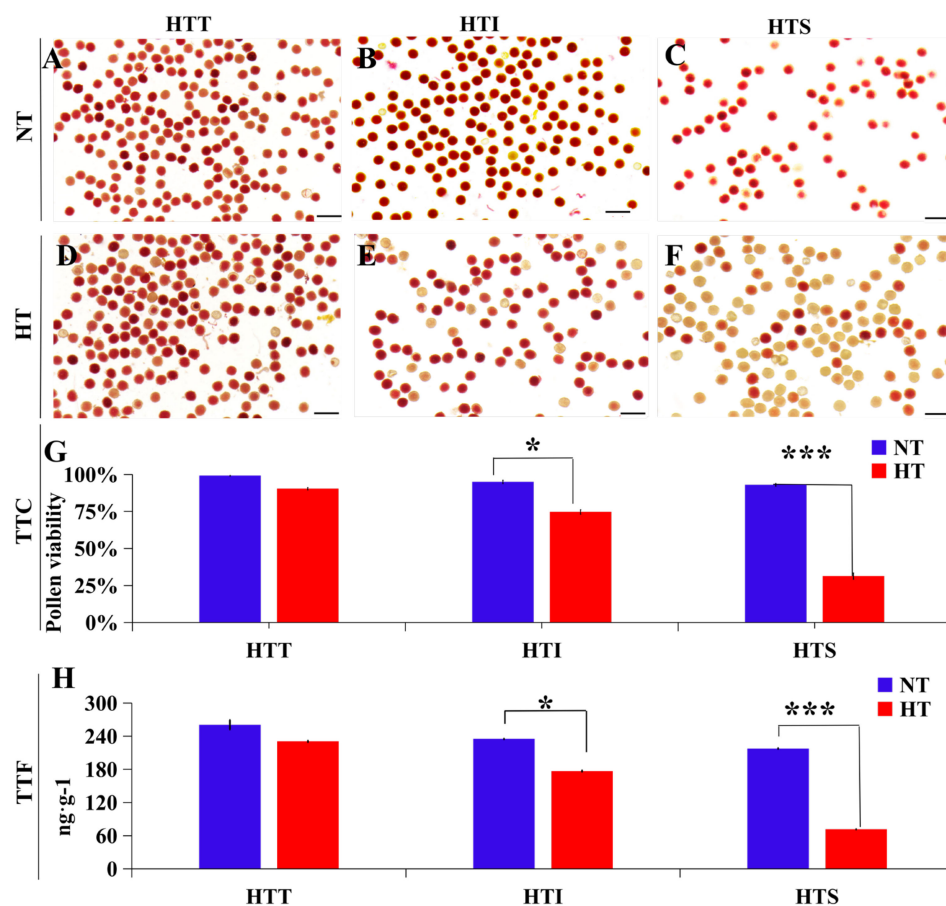 HTT HTI HTS
NT
A B C
HT
D E F
G
TTC
Pollen viability
NT
HT
* ***
100%
75%
50%
25%
0%
HTT HTI HTS
H
TTF
ng·g-1
NT
HT
* ***
300
240
180
120
60
0
HTT HTI HTS